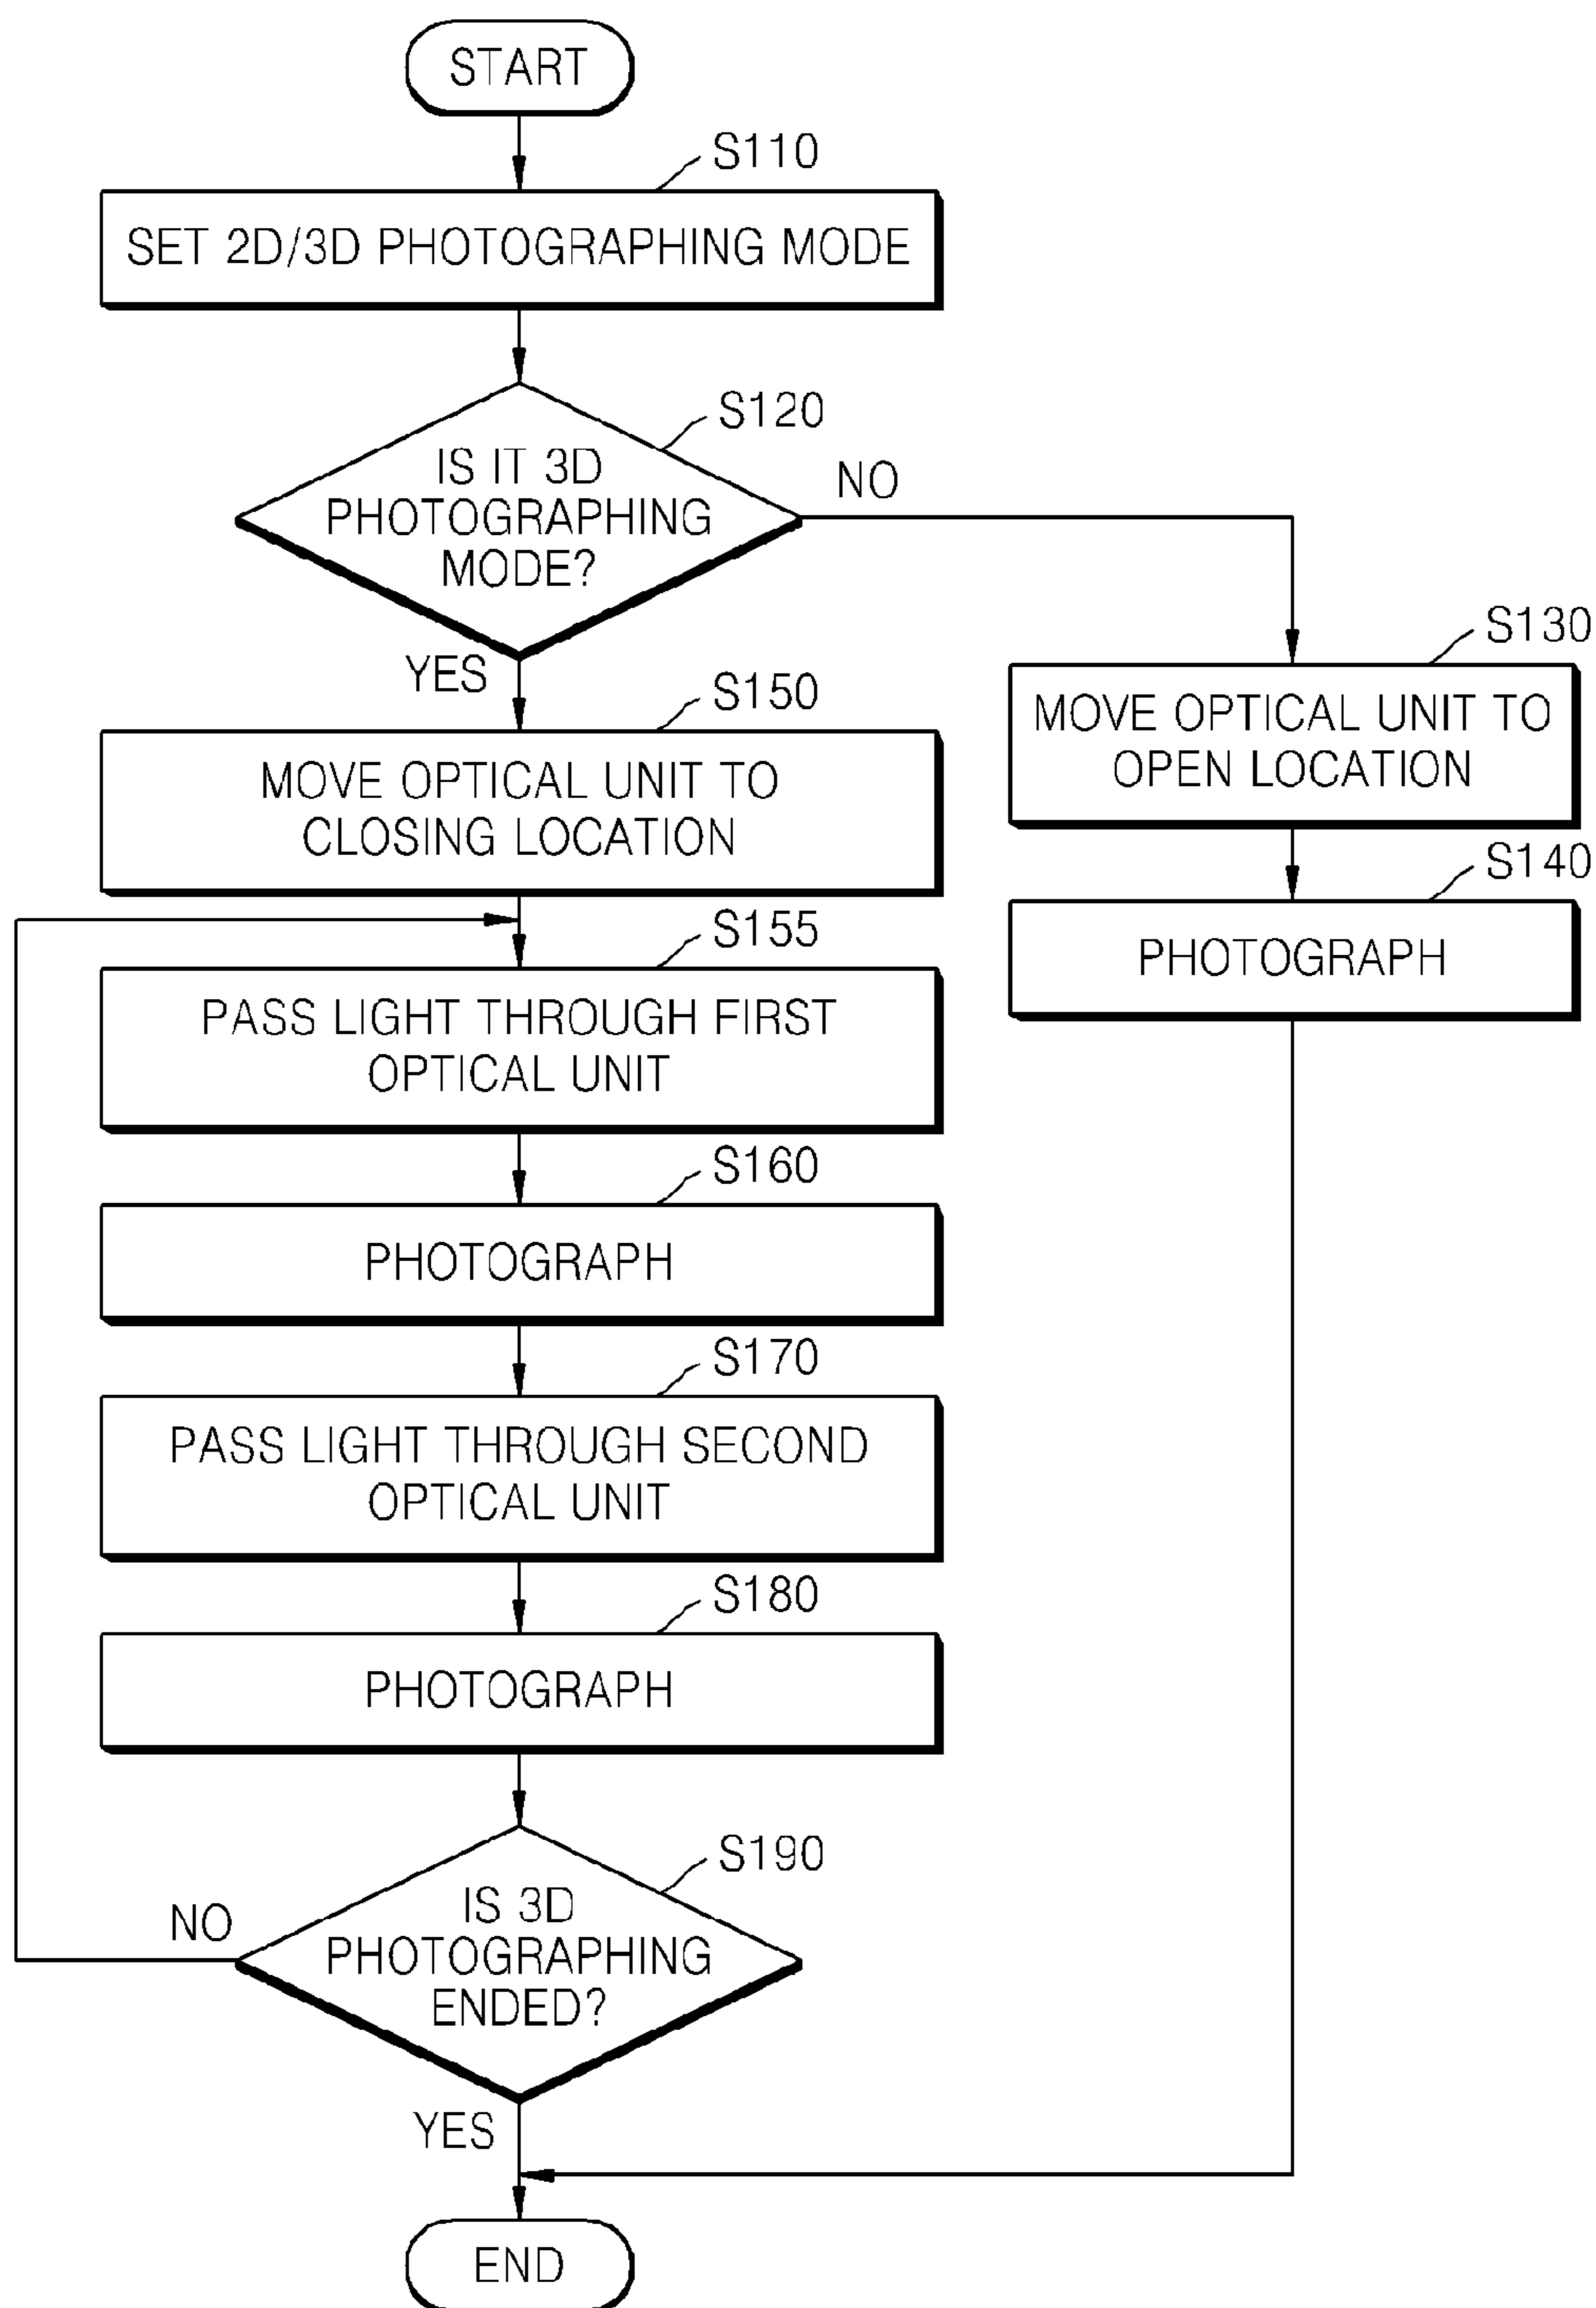 START
S110
SET 2D/3D PHOTOGRAPHING MODE
S120
IS IT 3D
PHOTOGRAPHING
MODE?
NO
YES
S130
MOVE OPTICAL UNIT TO
OPEN LOCATION
S140
PHOTOGRAPH
S150
MOVE OPTICAL UNIT TO
CLOSING LOCATION
S155
PASS LIGHT THROUGH FIRST
OPTICAL UNIT
S160
PHOTOGRAPH
S170
PASS LIGHT THROUGH SECOND
OPTICAL UNIT
S180
PHOTOGRAPH
S190
IS 3D
PHOTOGRAPHING
ENDED?
NO
YES
END